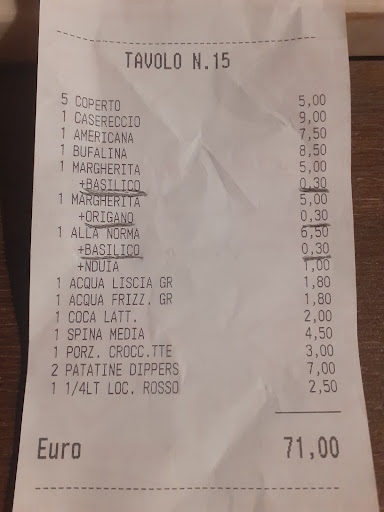 TAVOLO N.15
5 COPERTO 5,00
1 CASERECCIO 9,00
1 AMERICANA 7,50
1 BUFALINA 8,50
1 MARGHERITA 5,00
+BASILICO 0,30
1 MARGHERITA 5,00
+ORIGANO 0,30
1 ALLA NORMA 6,50
+BASILICO 0,30
+NDUIA 1,00
1 ACQUA LISCIA GR 1,80
1 ACQUA FRIZZ. GR 1,80
1 COCA LATT. 2,00
1 SPINA MEDIA 4,50
1 PORZ. CROCC.TTE 3,00
2 PATATINE DIPPERS 7,00
1 1/4LT LOC. ROSSO 2,50
Euro 71,00